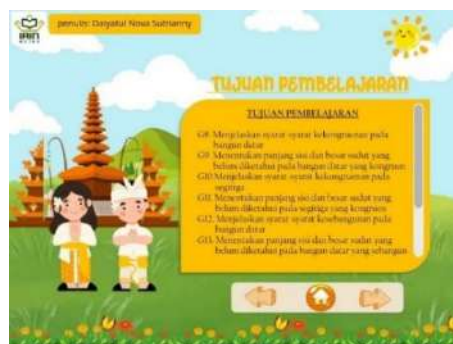 penulis: Daiyatul Nova Sutrianny
TUJUAN PEMBELAJARAN
TUJUAN PEMBELAJARAN
G8. Menjelaskan syarat-syarat kekongruenan pada
bangun datar
G9. Menentukan panjang sisi dan besar sudut yang
belum diketahui pada bangun datar yang kongruen
G10. Menjelaskan syarat-syarat kekongruenan pada
segitiga
G11. Menentukan panjang sisi dan besar sudut yang
belum diketahui pada segitiga yang kongruen
G12. Menjelaskan syarat-syarat kesebangunan pada
bangun datar
G13. Menentukan panjang sisi dan besar sudut yang
belum diketahui pada bangun datar yang sebangun